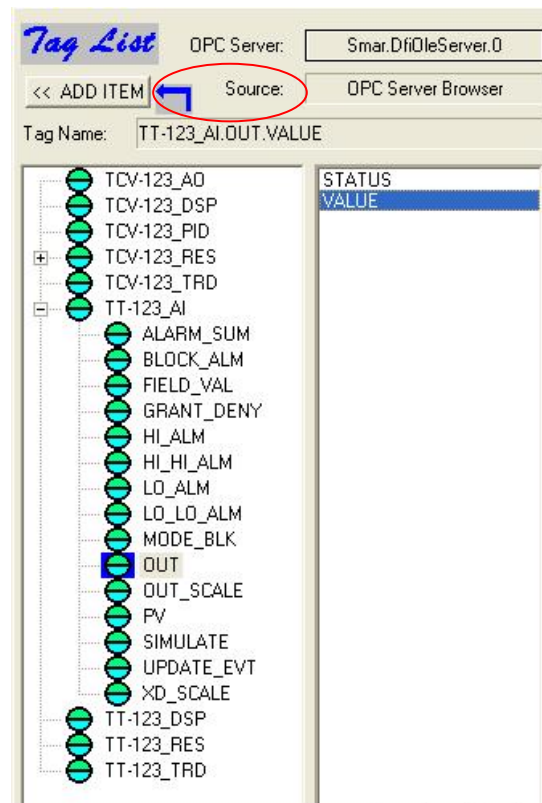 Tag List OPC Server: Smar.DfiOleServer.0
<< ADD ITEM Source: OPC Server Browser
Tag Name: TT-123_AI.OUT.VALUE
TCV-123_AO
TCV-123_DSP
TCV-123_PID
TCV-123_RES
TCV-123_TRD
TT-123_AI
ALARM_SUM
BLOCK_ALM
FIELD_VAL
GRANT_DENY
HI_ALM
HI_HI_ALM
LO_ALM
LO_LO_ALM
MODE_BLK
OUT
OUT_SCALE
PV
SIMULATE
UPDATE_EVT
XD_SCALE
TT-123_DSP
TT-123_RES
TT-123_TRD
STATUS
VALUE